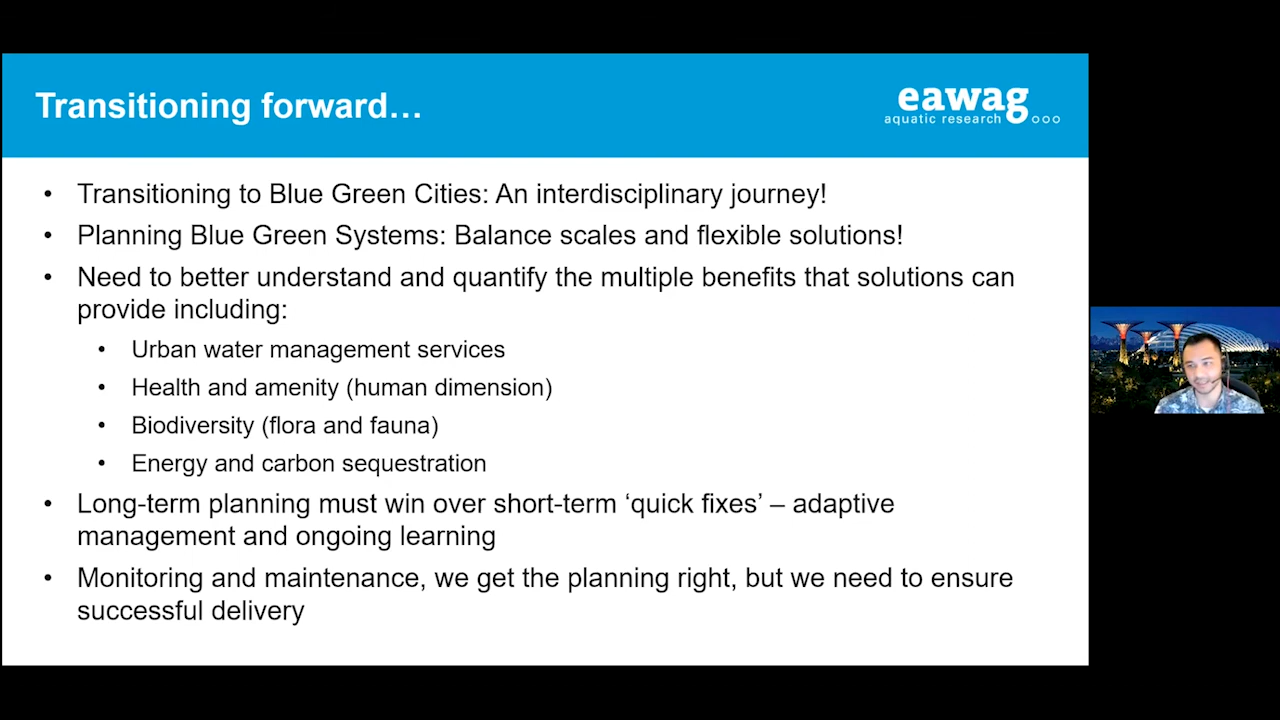 Transitioning forward…
eawag
aquatic research
• Transitioning to Blue Green Cities: An interdisciplinary journey!
• Planning Blue Green Systems: Balance scales and flexible solutions!
• Need to better understand and quantify the multiple benefits that solutions can
provide including:
• Urban water management services
• Health and amenity (human dimension)
• Biodiversity (flora and fauna)
• Energy and carbon sequestration
• Long-term planning must win over short-term ‘quick fixes’ – adaptive
management and ongoing learning
• Monitoring and maintenance, we get the planning right, but we need to ensure
successful delivery